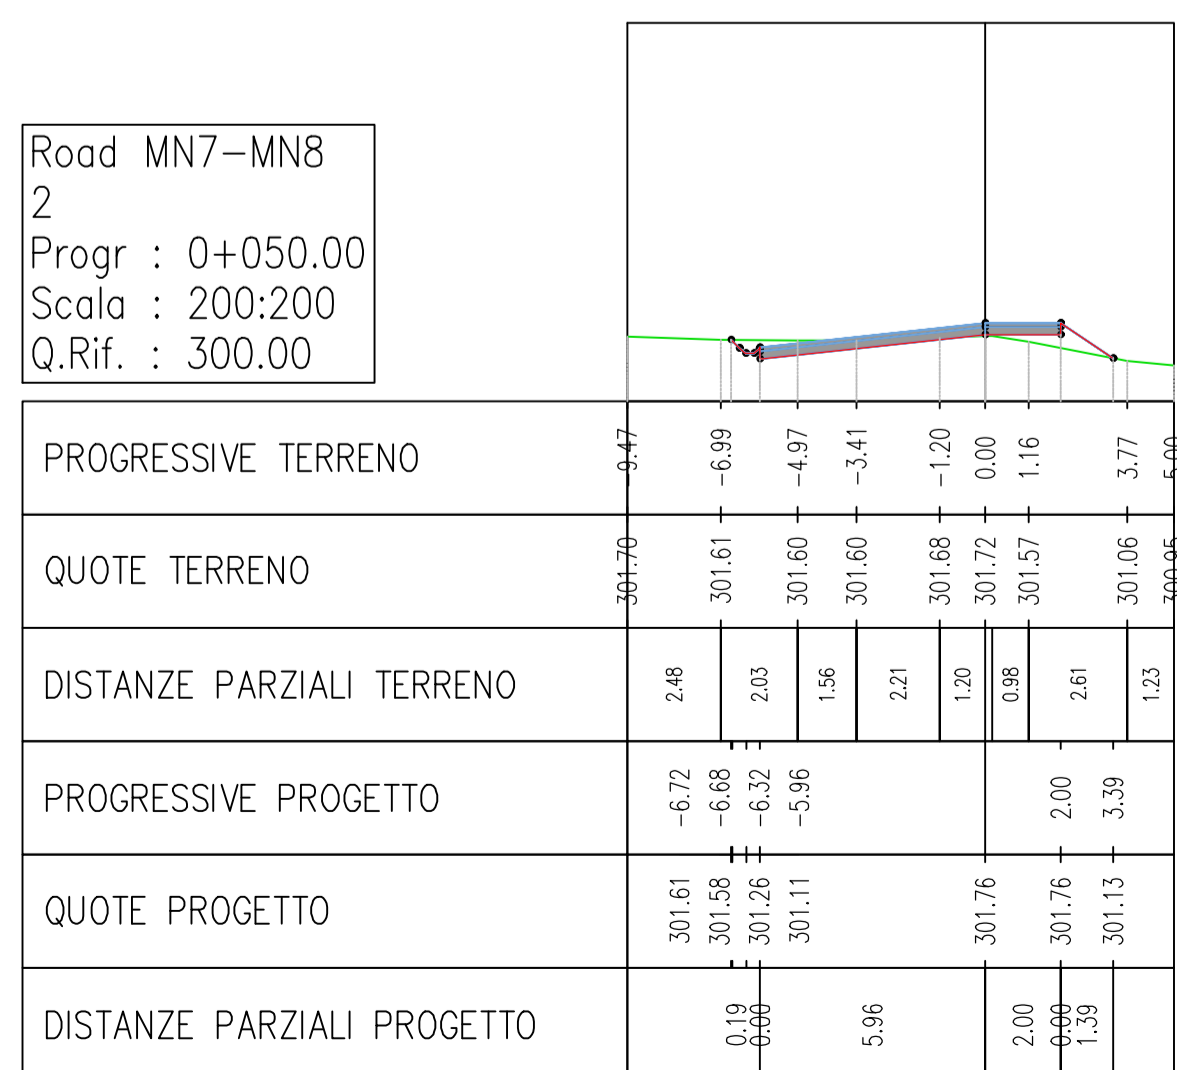 Road MN7-MN8
2
Progr : 0+050.00
Scala : 200:200
Q.Rif. : 300.00
PROGRESSIVE TERRENO -9.47 -6.99 -4.97 -3.41 -1.20 0.00 1.16 3.77 5.00
QUOTE TERRENO 301.70 301.61 301.60 301.60 301.68 301.72 301.57 301.06 300.95
DISTANZE PARZIALI TERRENO 2.48 2.03 1.56 2.21 1.20 0.98 2.61 1.23
PROGRESSIVE PROGETTO -6.72 -6.68 -6.32 -5.96 2.00 3.39
QUOTE PROGETTO 301.61 301.58 301.26 301.11 301.76 301.76 301.13
DISTANZE PARZIALI PROGETTO 0.19 0.00 5.96 2.00 0.00 1.39